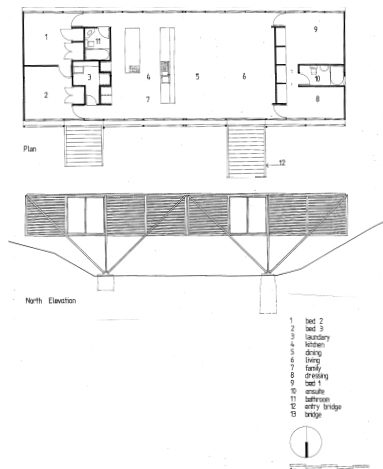 1
11
9
3
4
5
6
10
2
7
8
Plan
12
North Elevation
1 bed 2
2 bed 3
3 laundary
4 kitchen
5 dining
6 living
7 family
8 dressing
9 bed 1
10 ensuite
11 bathroom
12 entry bridge
13 bridge